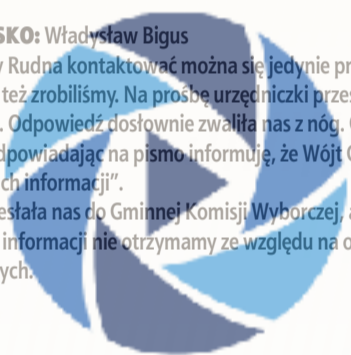 SKO: Władysław Bigus
y Rudna kontaktować można się jedynie pr
też zrobiliśmy. Na prośbę urzędniczki prze
. Odpowiedź dosłownie zwaliła nas z nóg.
dpowiadając na pismo informuję, że Wójt G
ch informacji”.
esłała nas do Gminnej Komisji Wyborczej, a
informacji nie otrzymamy ze względu na o
ych.